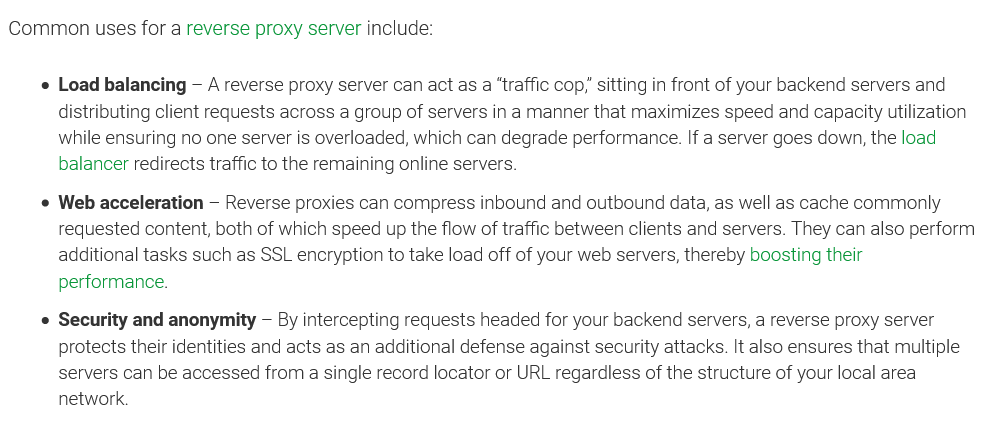 Common uses for a reverse proxy server include:
• Load balancing – A reverse proxy server can act as a “traffic cop,” sitting in front of your backend servers and
distributing client requests across a group of servers in a manner that maximizes speed and capacity utilization
while ensuring no one server is overloaded, which can degrade performance. If a server goes down, the load
balancer redirects traffic to the remaining online servers.
• Web acceleration – Reverse proxies can compress inbound and outbound data, as well as cache commonly
requested content, both of which speed up the flow of traffic between clients and servers. They can also perform
additional tasks such as SSL encryption to take load off of your web servers, thereby boosting their
performance.
• Security and anonymity – By intercepting requests headed for your backend servers, a reverse proxy server
protects their identities and acts as an additional defense against security attacks. It also ensures that multiple
servers can be accessed from a single record locator or URL regardless of the structure of your local area
network.